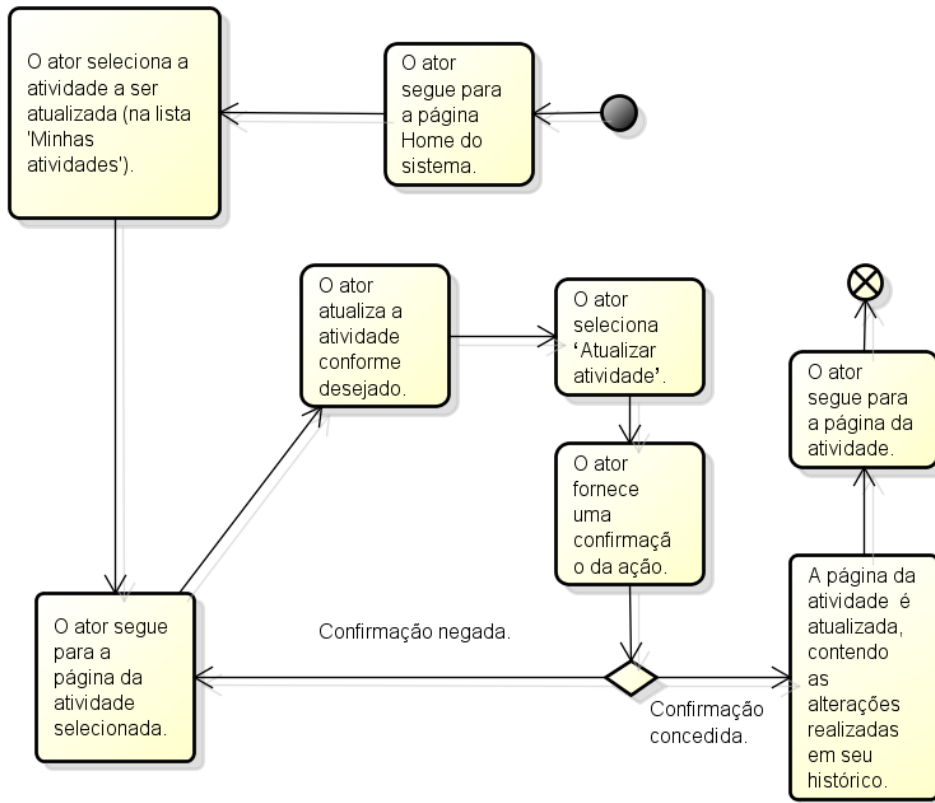 O ator seleciona a
atividade a ser
atualizada (na lista
'Minhas
atividades').
O ator
segue para
a página
Home do
sistema.
O ator
atualiza a
atividade
conforme
desejado.
O ator
seleciona
‘Atualizar
atividade’.
O ator
segue para
a página da
atividade.
O ator
fornece
uma
confirmaçã
o da ação.
O ator segue
para a
página da
atividade
selecionada.
Confirmação negada.
Confirmação
concedida.
A página da
atividade é
atualizada,
contendo
as
alterações
realizadas
em seu
histórico.